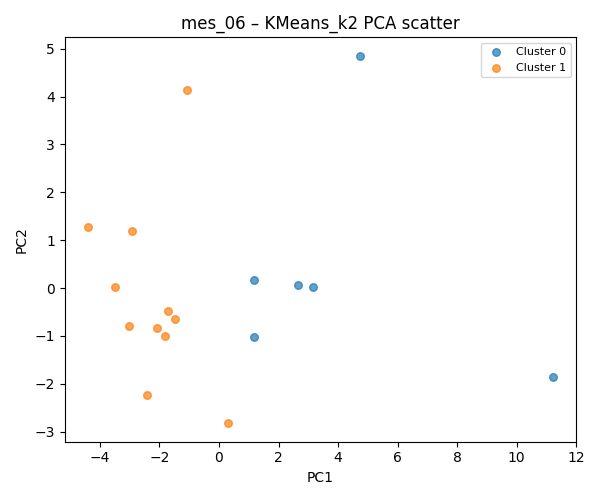 mes_06 – KMeans_k2 PCA scatter
Cluster 0
Cluster 1
PC2
5
4
3
2
1
0
−1
−2
−3
−4 −2 0 2 4 6 8 10 12
PC1